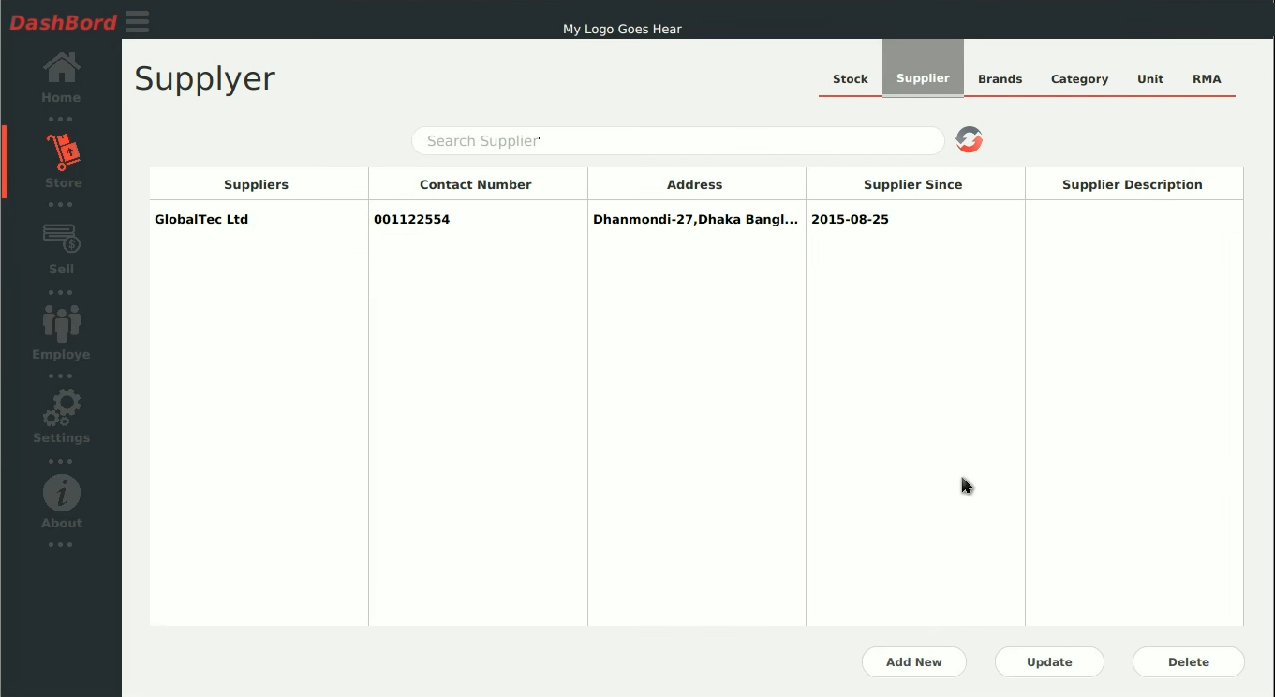 DashBord
My Logo Goes Hear
Home
Store
Sell
Employe
Settings
About
Supplyer
Stock Supplier Brands Category Unit RMA
Search Supplier'
Suppliers Contact Number Address Supplier Since Supplier Description
GlobalTec Ltd 001122554 Dhanmondi-27,Dhaka Bangl... 2015-08-25
Add New Update Delete